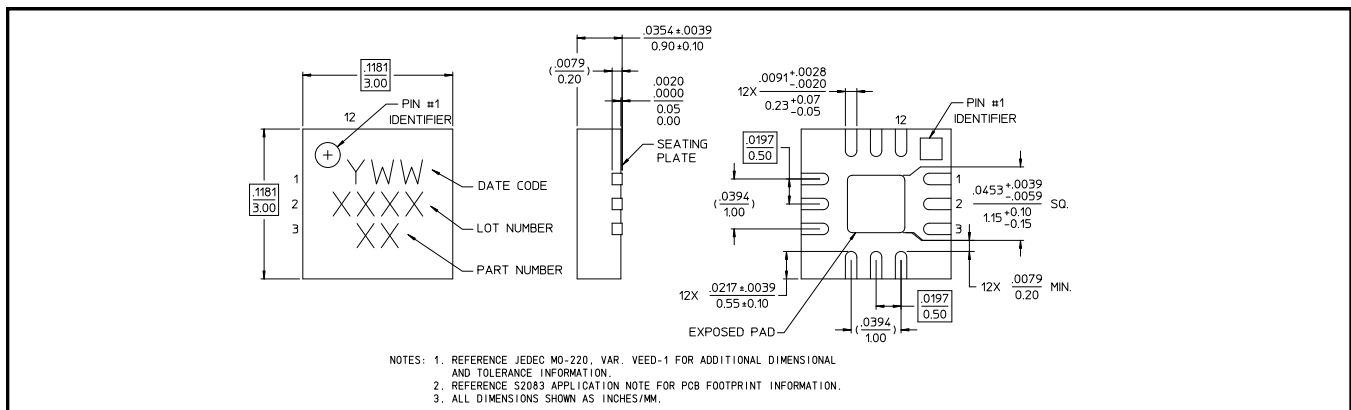 .1181
3.00
12
PIN #1
IDENTIFIER
.1181
3.00
1
2
3
YWW
XXXX
XX
DATE CODE
LOT NUMBER
PART NUMBER
.0354±.0039
0.90±0.10
(.0079
0.20)
.0020
.0000
0.05
0.00
SEATING
PLATE
12X .0091 +.0028
-.0020
0.23 +0.07
-0.05
12
PIN #1
IDENTIFIER
.0197
0.50
(.0394
1.00)
1
2
3
.0453 +.0039
-.0059
1.15 +0.10
-0.15
SQ.
12X .0217±.0039
0.55±0.10
12X .0079
0.20 MIN.
.0197
0.50
(.0394
1.00)
EXPOSED PAD
NOTES: 1. REFERENCE JEDEC MO-220, VAR. VEED-1 FOR ADDITIONAL DIMENSIONAL
AND TOLERANCE INFORMATION.
2. REFERENCE S2083 APPLICATION NOTE FOR PCB FOOTPRINT INFORMATION.
3. ALL DIMENSIONS SHOWN AS INCHES/MM.